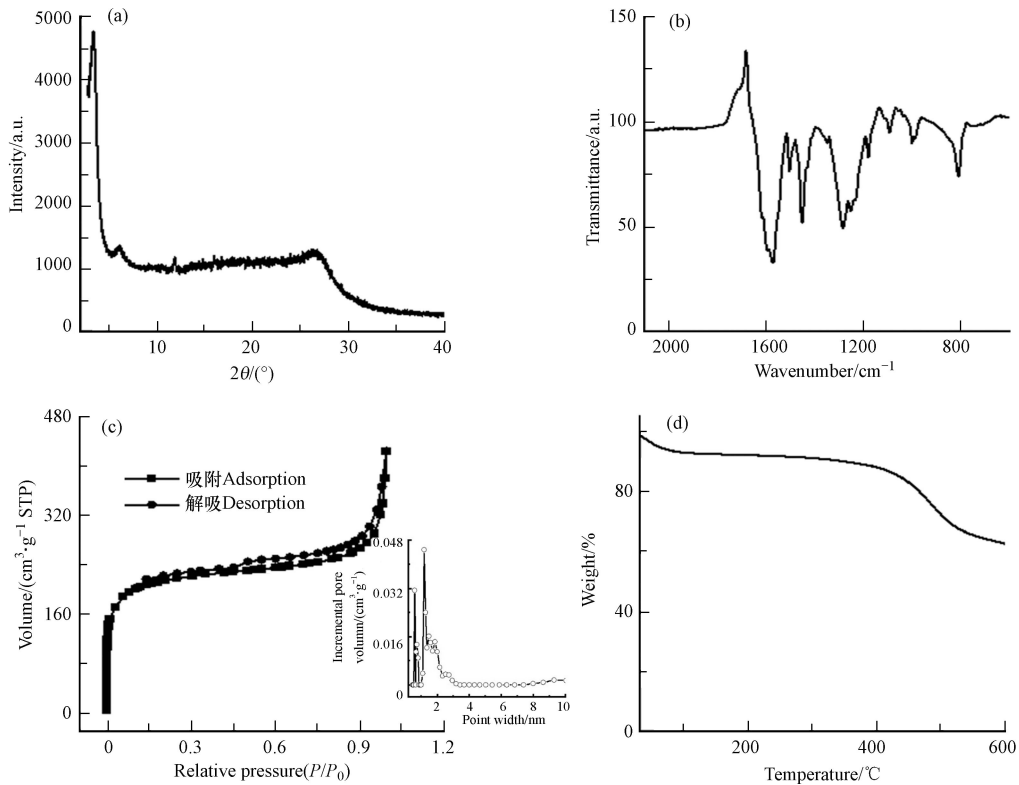 (a)
5000
4000
3000
2000
1000
0
Intensity/a.u.
10
20
30
40
2θ/(°)
(b)
150
100
50
0
Transmittance/a.u.
2000
1600
1200
800
Wavenumber/cm⁻¹
(c)
480
320
160
0
Volume/(cm³·g⁻¹ STP)
吸附Adsorption
解吸Desorption
0
0.3
0.6
0.9
1.2
Relative pressure(P/P₀)
0.048
0.032
0.016
0
Incremental pore
volumn/(cm³·g⁻¹)
2
4
6
8
10
Point width/nm
(d)
80
40
0
Weight/%
200
400
600
Temperature/℃